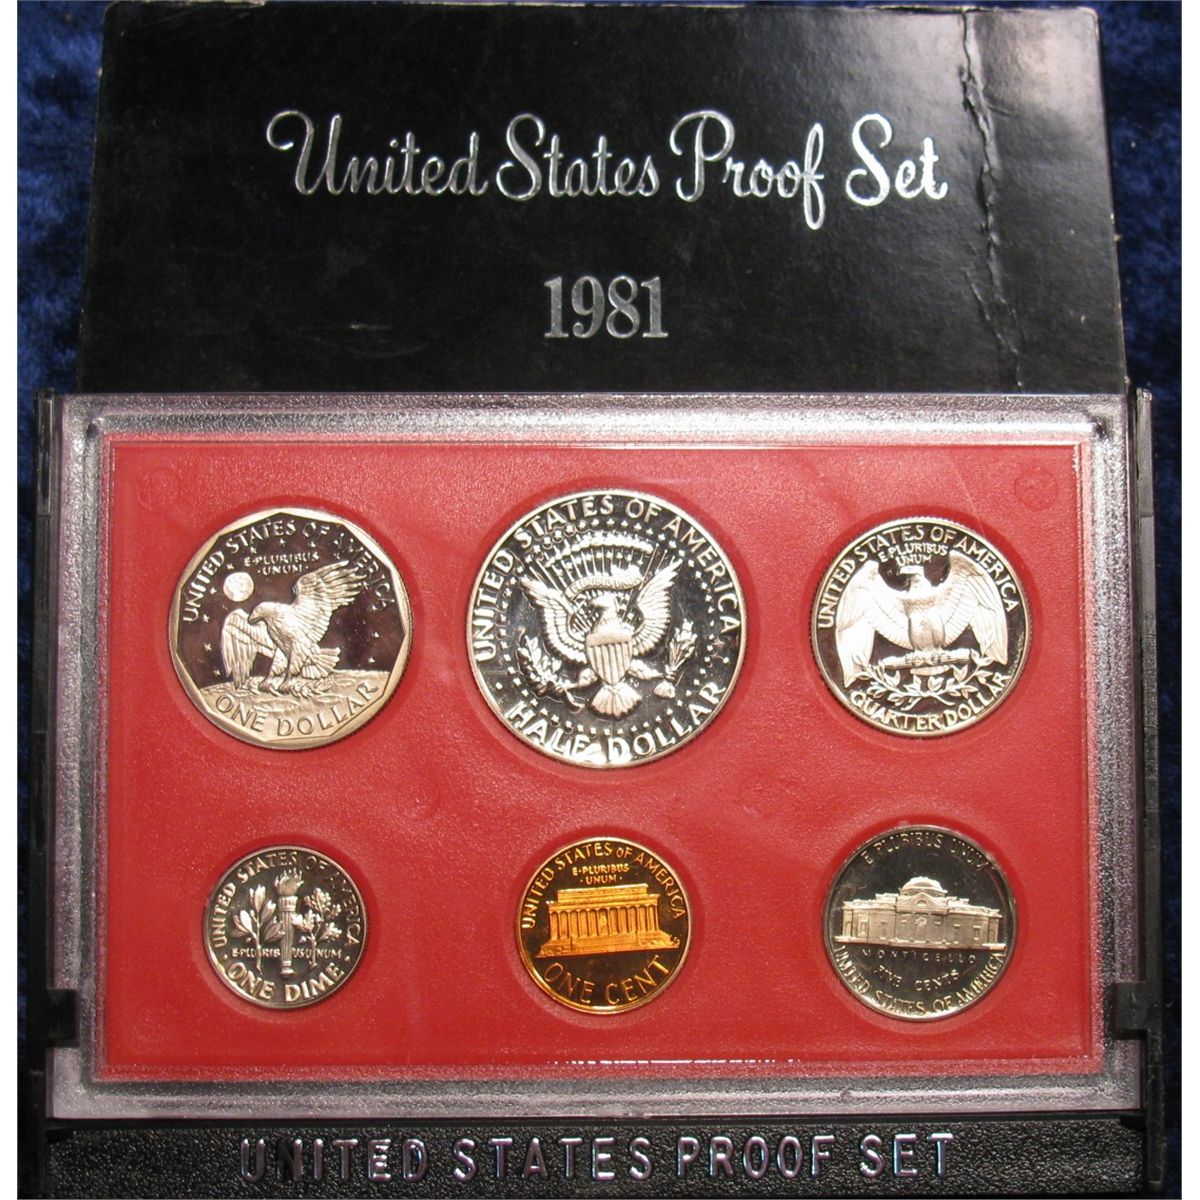 United States Proof Set
1981
UNITED STATES OF AMERICA
E·PLURIBUS
UNUM
ONE DOLLAR
UNITED STATES OF AMERICA
HALF DOLLAR
UNITED STATES OF AMERICA
E·PLURIBUS
UNUM
QUARTER DOLLAR
UNITED STATES OF AMERICA
E·PLURIBUS UNUM
ONE DIME
UNITED STATES OF AMERICA
E·PLURIBUS
·UNUM·
ONE CENT
E PLURIBUS UNUM
MONTICELLO
FIVE CENTS
UNITED STATES OF AMERICA
UNITED STATES PROOF SET